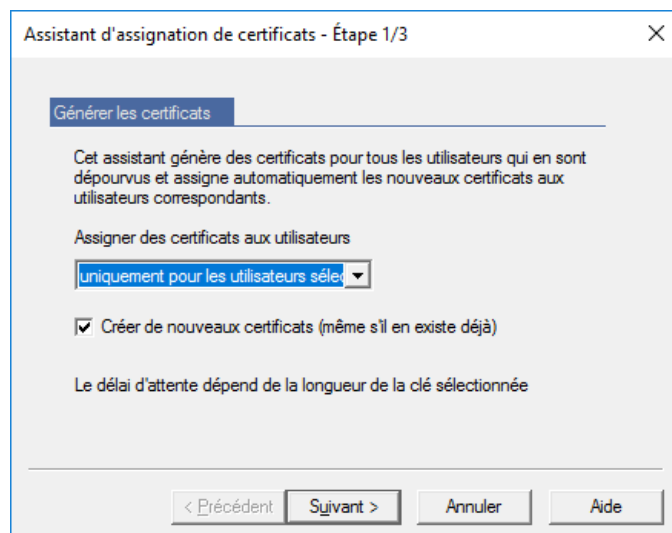 Assistant d'assignation de certificats - Étape 1/3
Générer les certificats
Cet assistant génère des certificats pour tous les utilisateurs qui en sont
dépourvus et assigne automatiquement les nouveaux certificats aux
utilisateurs correspondants.
Assigner des certificats aux utilisateurs
uniquement pour les utilisateurs sélec
Créer de nouveaux certificats (même s'il en existe déjà)
Le délai d'attente dépend de la longueur de la clé sélectionnée
< Précédent Suivant > Annuler Aide